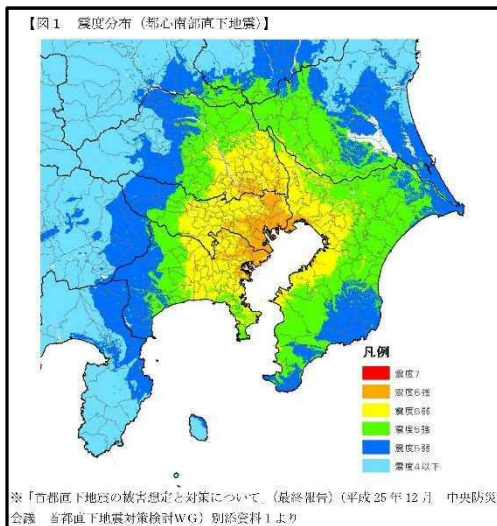 【図1 震度分布（都心南部直下地震）】
凡例
震度7
震度6強
震度6弱
震度5強
震度5弱
震度4以下
※「首都直下地震の被害想定と対策について」（最終報告）（平成25年12月 中央防災
会議 首都直下地震対策検討WG）別添資料1より